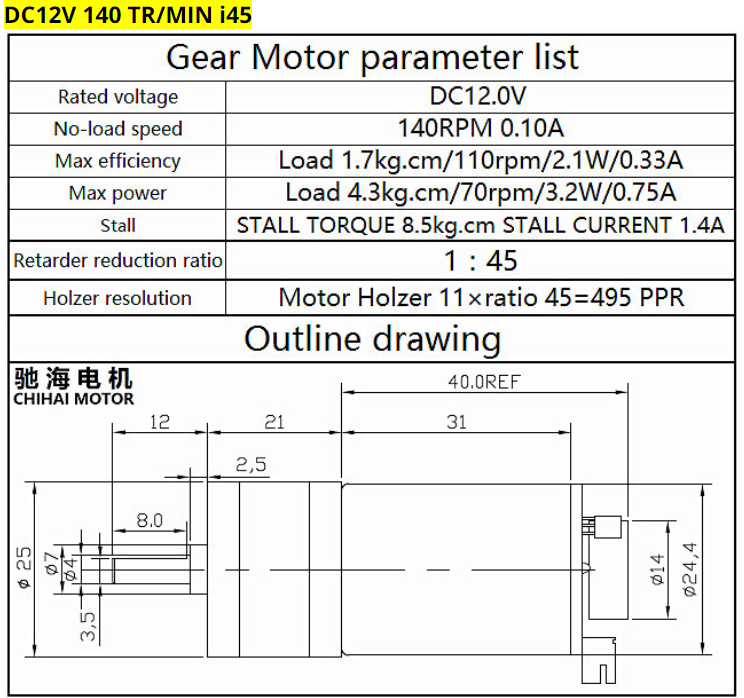 DC12V 140 TR/MIN i45
Gear Motor parameter list
Rated voltage DC12.0V
No-load speed 140RPM 0.10A
Max efficiency Load 1.7kg.cm/110rpm/2.1W/0.33A
Max power Load 4.3kg.cm/70rpm/3.2W/0.75A
Stall STALL TORQUE 8.5kg.cm STALL CURRENT 1.4A
Retarder reduction ratio 1：45
Holzer resolution Motor Holzer 11×ratio 45=495 PPR
Outline drawing
驰海电机
CHIHAI MOTOR
40.0REF
12 21 31
2,5
8.0
ϕ25
ϕ7
ϕ4
3,5
ϕ14
ϕ24,4